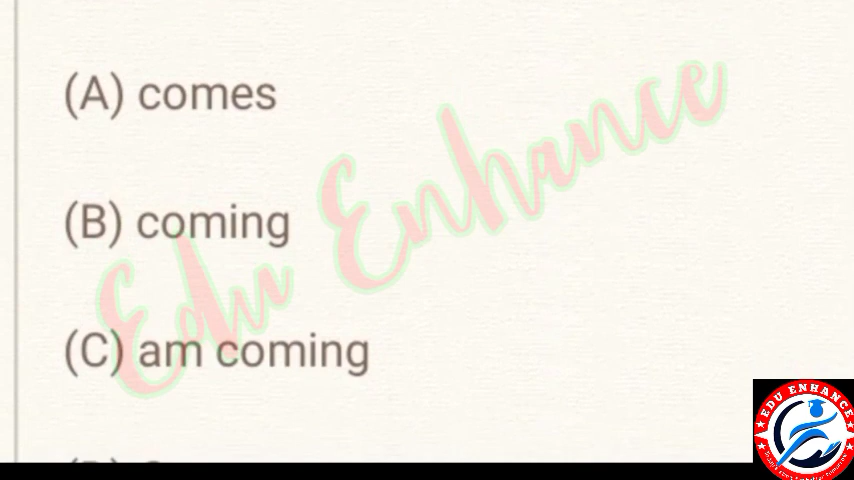 (A) comes
(B) coming
(C) am coming
Edu Enhance
EDU ENHANCE